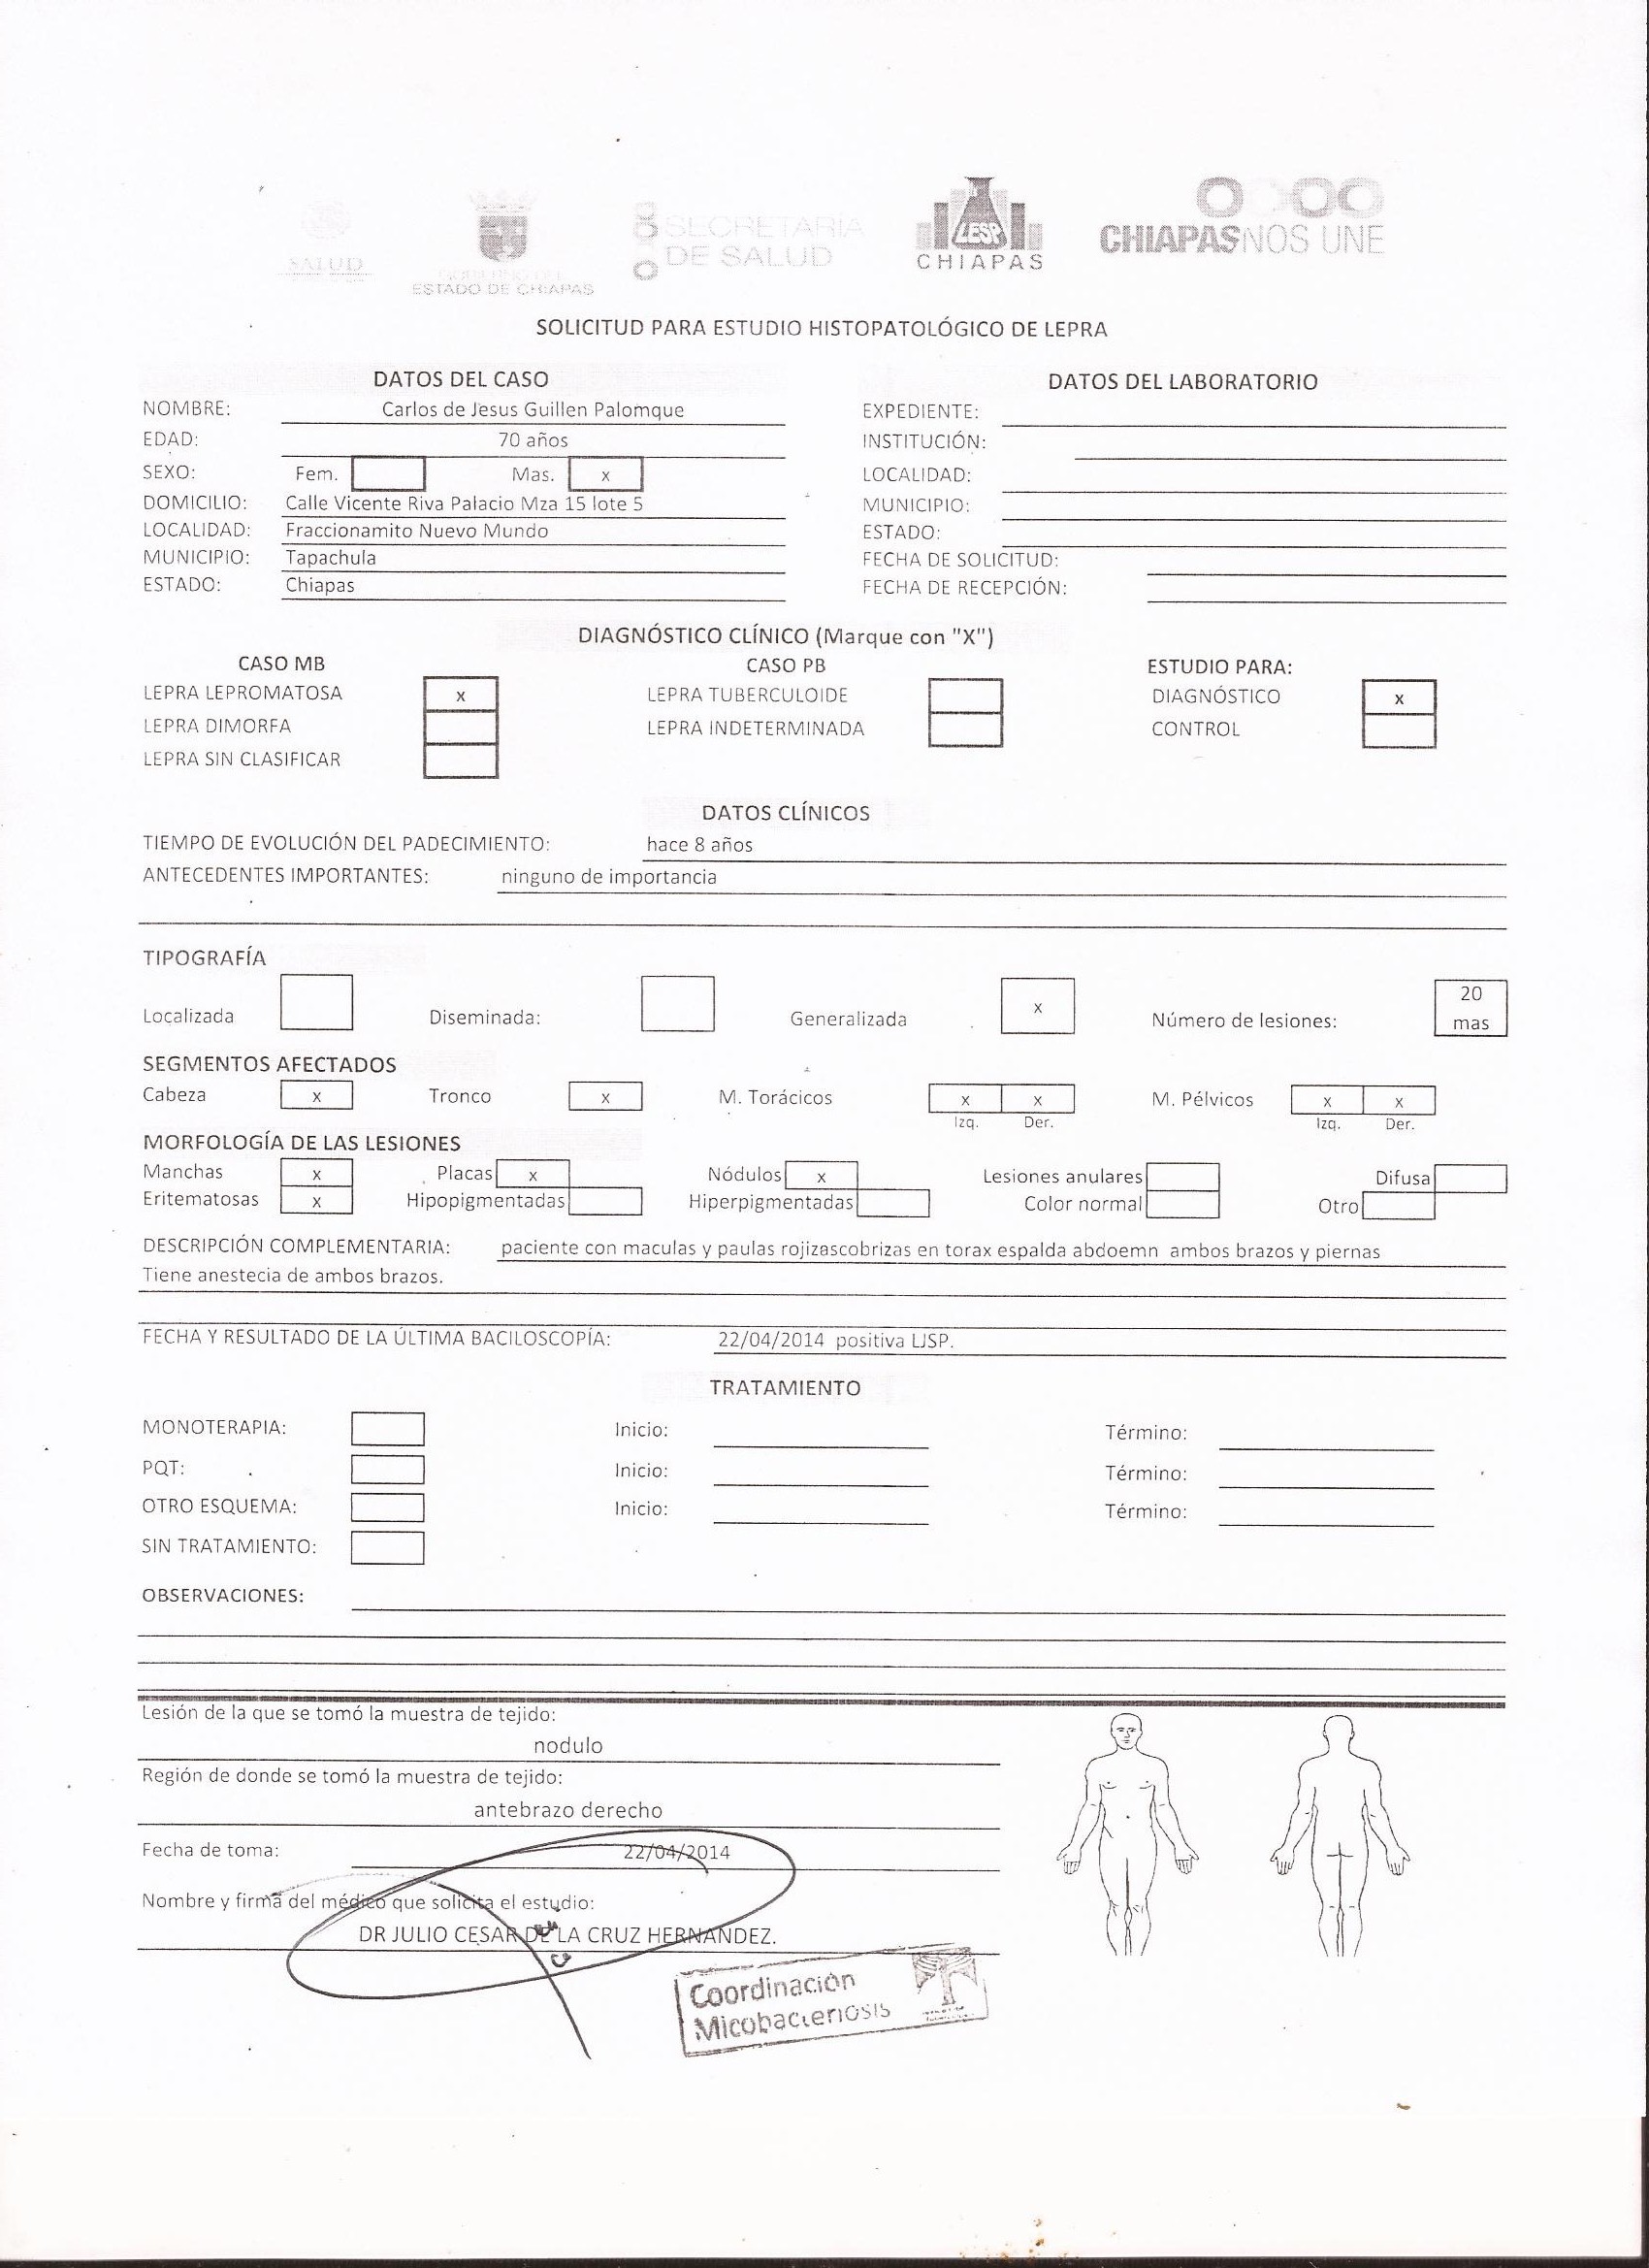 SALUD
GOBIERNO DEL
ESTADO DE CHIAPAS
SECRETARÍA
DE SALUD
LESP
CHIAPAS
CHIAPASNOS UNE
SOLICITUD PARA ESTUDIO HISTOPATOLÓGICO DE LEPRA
DATOS DEL CASO DATOS DEL LABORATORIO
NOMBRE: Carlos de Jesus Guillen Palomque EXPEDIENTE:
EDAD: 70 años INSTITUCIÓN:
SEXO: Fem. Mas. x LOCALIDAD:
DOMICILIO: Calle Vicente Riva Palacio Mza 15 lote 5 MUNICIPIO:
LOCALIDAD: Fraccionamito Nuevo Mundo ESTADO:
MUNICIPIO: Tapachula FECHA DE SOLICITUD:
ESTADO: Chiapas FECHA DE RECEPCIÓN:
DIAGNÓSTICO CLÍNICO (Marque con "X")
CASO MB CASO PB ESTUDIO PARA:
LEPRA LEPROMATOSA x LEPRA TUBERCULOIDE DIAGNÓSTICO x
LEPRA DIMORFA LEPRA INDETERMINADA CONTROL
LEPRA SIN CLASIFICAR
DATOS CLÍNICOS
TIEMPO DE EVOLUCIÓN DEL PADECIMIENTO: hace 8 años
ANTECEDENTES IMPORTANTES: ninguno de importancia
TIPOGRAFÍA
Localizada Diseminada: Generalizada x Número de lesiones: 20 mas
SEGMENTOS AFECTADOS
Cabeza x Tronco x M. Torácicos x x M. Pélvicos x x
Izq. Der. Izq. Der.
MORFOLOGÍA DE LAS LESIONES
Manchas x Placas x Nódulos x Lesiones anulares Difusa
Eritematosas x Hipopigmentadas Hiperpigmentadas Color normal Otro
DESCRIPCIÓN COMPLEMENTARIA: paciente con maculas y paulas rojizascobrizas en torax espalda abdoemn ambos brazos y piernas
Tiene anestecia de ambos brazos.
FECHA Y RESULTADO DE LA ÚLTIMA BACILOSCOPÍA: 22/04/2014 positiva LJSP.
TRATAMIENTO
MONOTERAPIA: Inicio: Término:
PQT: Inicio: Término:
OTRO ESQUEMA: Inicio: Término:
SIN TRATAMIENTO:
OBSERVACIONES:
Lesión de la que se tomó la muestra de tejido:
nodulo
Región de donde se tomó la muestra de tejido:
antebrazo derecho
Fecha de toma: 22/04/2014
Nombre y firma del médico que solicita el estudio:
DR JULIO CESAR DE LA CRUZ HERNANDEZ.
Coordinación
Micobacteriosis